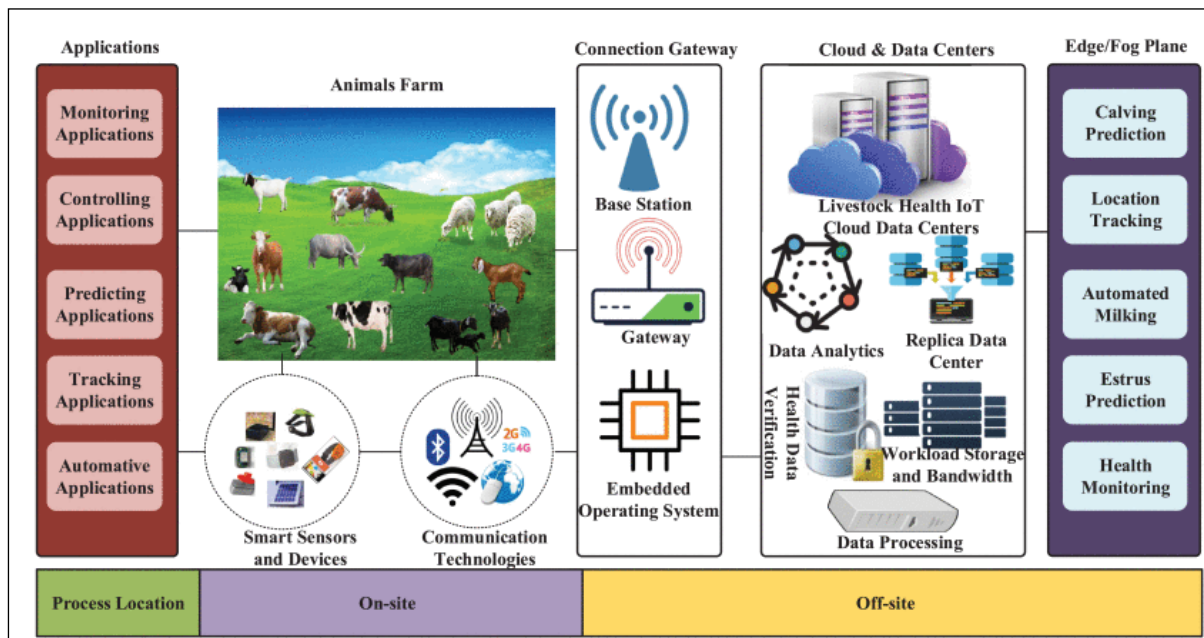 Applications
Monitoring
Applications
Controlling
Applications
Predicting
Applications
Tracking
Applications
Automative
Applications
Animals Farm
2G
3G4G
Smart Sensors
and Devices
Communication
Technologies
Connection Gateway
Base Station
Gateway
Embedded
Operating System
Cloud & Data Centers
Livestock Health IoT
Cloud Data Centers
Data Analytics
Replica Data
Center
Health Data
Verification
Workload Storage
and Bandwidth
Data Processing
Edge/Fog Plane
Calving
Prediction
Location
Tracking
Automated
Milking
Estrus
Prediction
Health
Monitoring
Process Location
On-site
Off-site